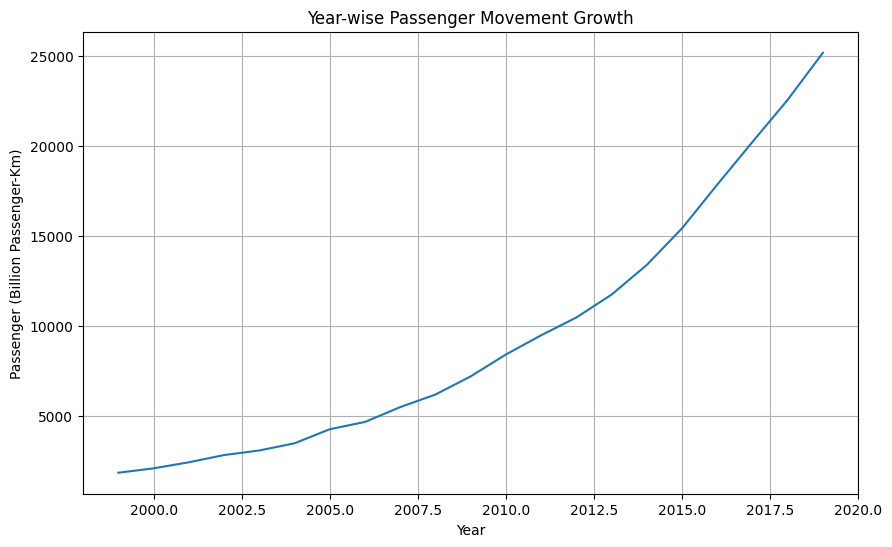 Year-wise Passenger Movement Growth
Passenger (Billion Passenger-Km)
25000
20000
15000
10000
5000
2000.0 2002.5 2005.0 2007.5 2010.0 2012.5 2015.0 2017.5 2020.0
Year